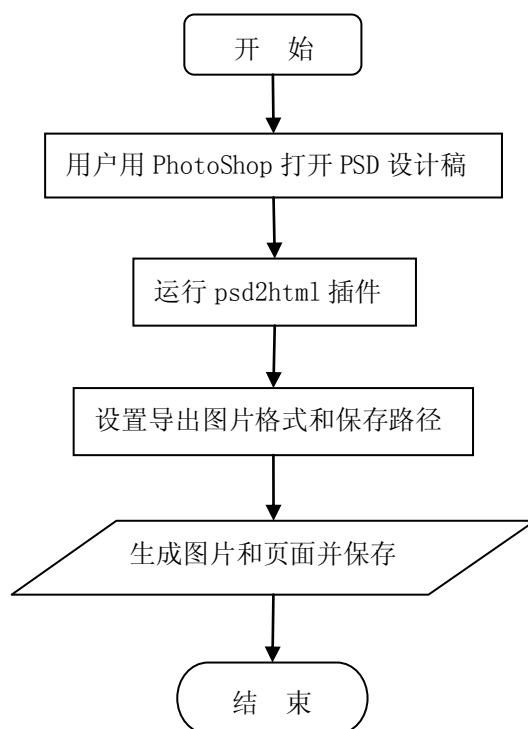 开 始
用户用 PhotoShop 打开 PSD 设计稿
运行 psd2html 插件
设置导出图片格式和保存路径
生成图片和页面并保存
结 束